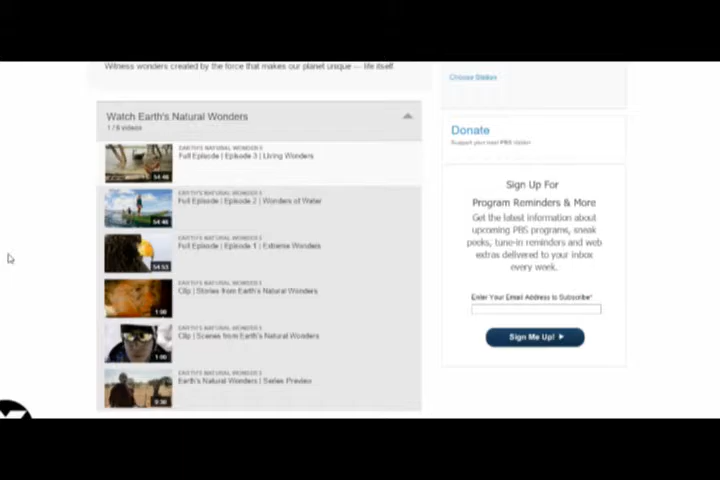 Witness wonders created by the force that makes our planet unique — life itself.
Watch Earth's Natural Wonders
1 / 6 videos
EARTH'S NATURAL WONDERS
Full Episode | Episode 3 | Living Wonders
54:46
EARTH'S NATURAL WONDERS
Full Episode | Episode 2 | Wonders of Water
54:46
EARTH'S NATURAL WONDERS
Full Episode | Episode 1 | Extreme Wonders
54:53
EARTH'S NATURAL WONDERS
Clip | Stories from Earth's Natural Wonders
1:00
EARTH'S NATURAL WONDERS
Clip | Scenes from Earth's Natural Wonders
1:00
EARTH'S NATURAL WONDERS
Earth's Natural Wonders | Series Preview
0:30
Choose Station
Donate
Support your local PBS station
Sign Up For
Program Reminders & More
Get the latest information about
upcoming PBS programs, sneak
peeks, tune-in reminders and web
extras delivered to your inbox
every week.
Enter Your Email Address to Subscribe*
Sign Me Up!